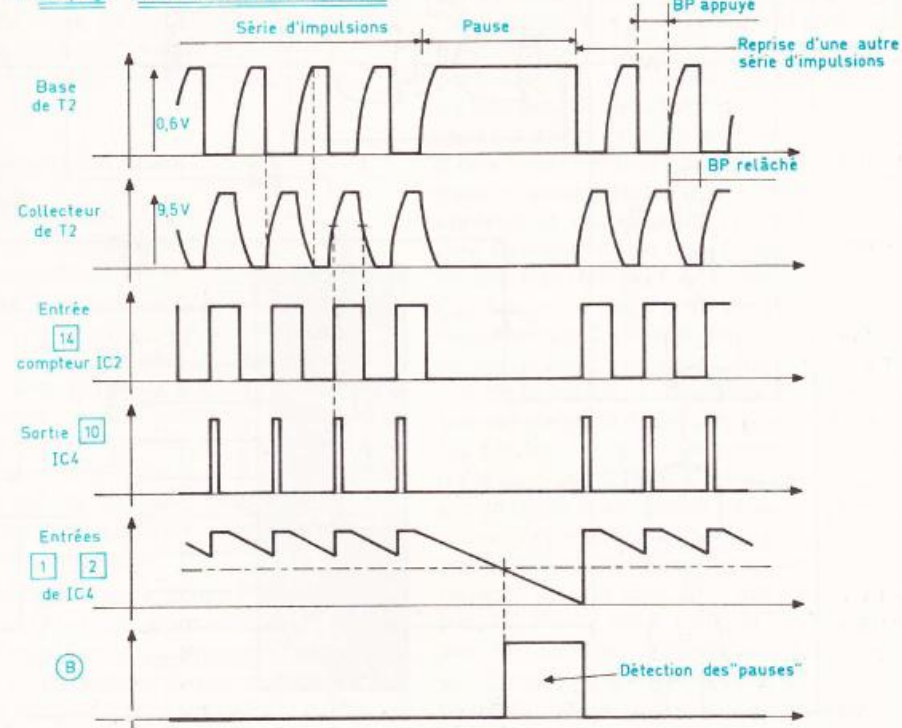 BP appuyé
Série d'impulsions
Pause
Reprise d'une autre
série d'impulsions
Base
de T2
0,6V
BP relâché
Collecteur
de T2
9,5V
Entrée
14
compteur IC2
Sortie 10
IC4
Entrées
1 2
de IC4
B
Détection des"pauses"